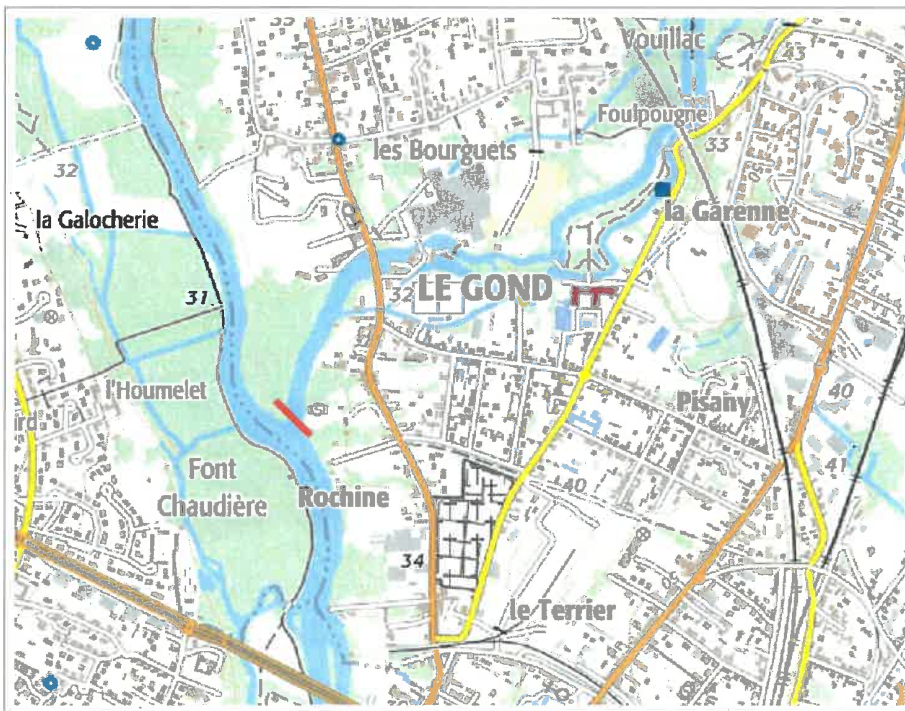 Vouillac
43
Foulpougne
33
les Bourguets
32
la Garenne
la Galocherie
LE GOND
32
31
l'Houmelet
Pisany
40
Font
Chaudière
Rochine
40
41
34
le Terrier